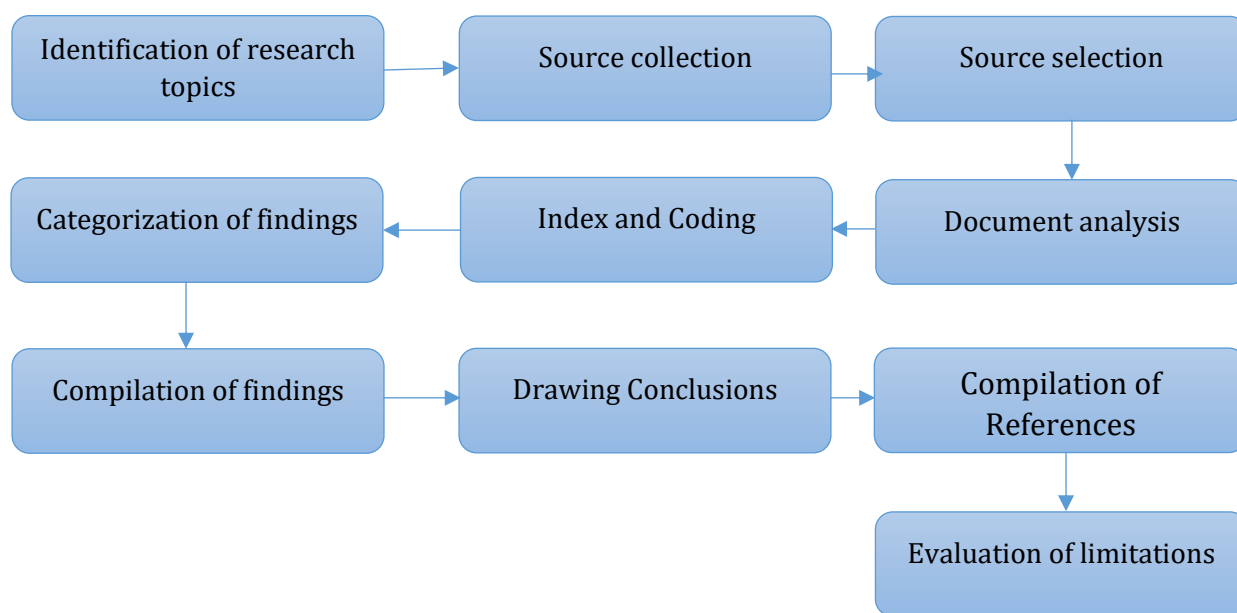 Identification of research
topics
Source collection
Source selection
Document analysis
Index and Coding
Categorization of findings
Compilation of findings
Drawing Conclusions
Compilation of
References
Evaluation of limitations